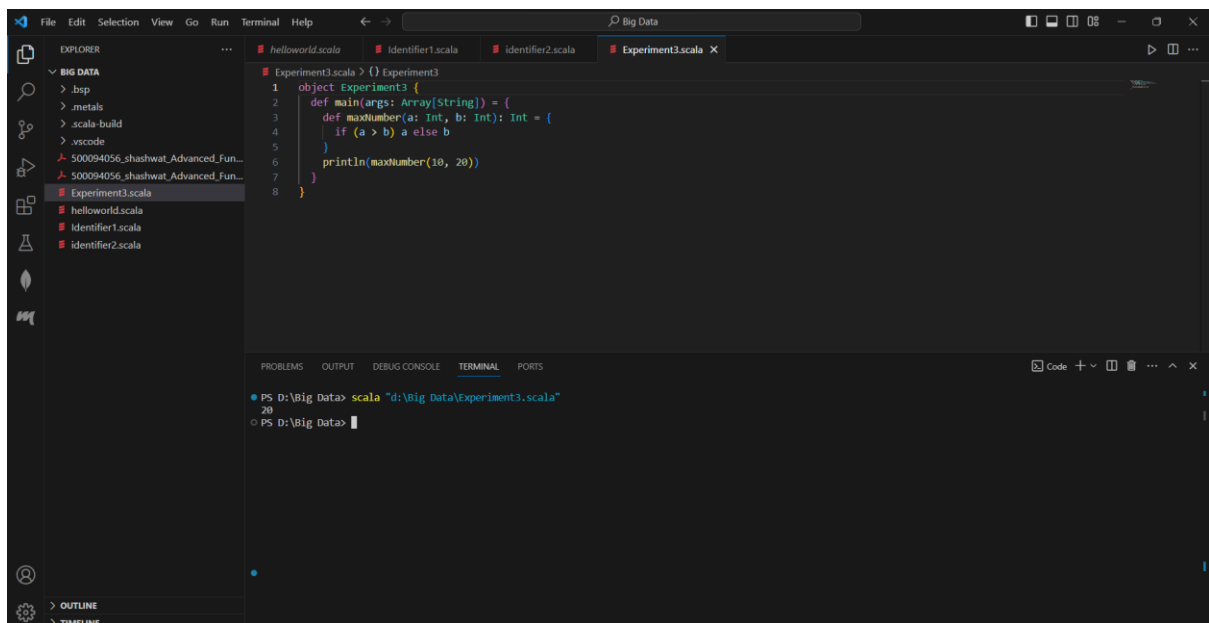 File Edit Selection View Go Run Terminal Help
Big Data
EXPLORER
BIG DATA
.bsp
.metals
.scala-build
.vscode
500094056_shashwat_Advanced_Fun...
500094056_shashwat_Advanced_Fun...
Experiment3.scala
helloworld.scala
Identifier1.scala
identifier2.scala
OUTLINE
TIMELINE
helloworld.scala Identifier1.scala identifier2.scala Experiment3.scala
Experiment3.scala > {} Experiment3
1 object Experiment3 {
2 def main(args: Array[String]) = {
3 def maxNumber(a: Int, b: Int): Int = {
4 if (a > b) a else b
5 }
6 println(maxNumber(10, 20))
7 }
8 }
PROBLEMS OUTPUT DEBUG CONSOLE TERMINAL PORTS
Code
PS D:\Big Data> scala "d:\Big Data\Experiment3.scala"
20
PS D:\Big Data>